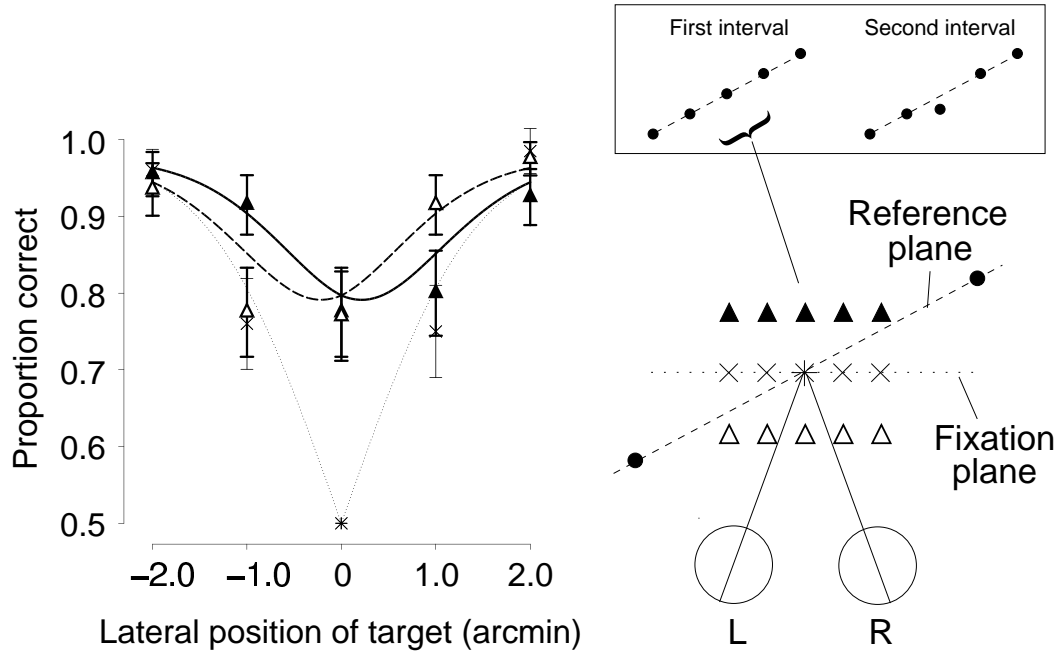 First interval
Second interval
1.0
0.9
0.8
0.7
0.6
0.5
Proportion correct
−2.0
−1.0
0
1.0
2.0
Lateral position of target (arcmin)
Reference
plane
Fixation
plane
L
R